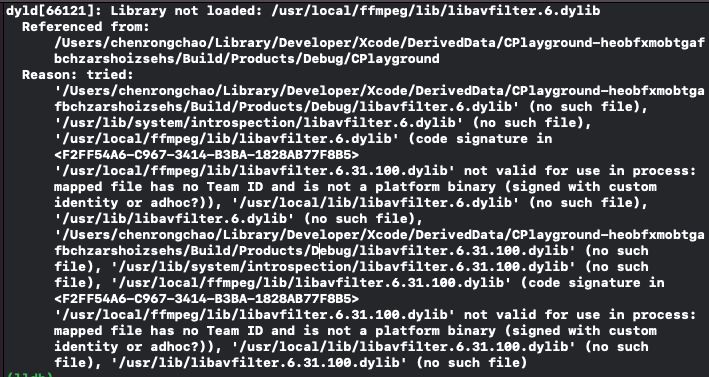 dyld[66121]: Library not loaded: /usr/local/ffmpeg/lib/libavfilter.6.dylib
Referenced from:
/Users/chenrongchao/Library/Developer/Xcode/DerivedData/CPlayground-heobfxmobtgaf
bchzarshoizsehs/Build/Products/Debug/CPlayground
Reason: tried:
'/Users/chenrongchao/Library/Developer/Xcode/DerivedData/CPlayground-heobfxmobtga
fbchzarshoizsehs/Build/Products/Debug/libavfilter.6.dylib' (no such file),
'/usr/lib/system/introspection/libavfilter.6.dylib' (no such file),
'/usr/local/ffmpeg/lib/libavfilter.6.dylib' (code signature in
<F2FF54A6-C967-3414-B3BA-1828AB77F8B5>
'/usr/local/ffmpeg/lib/libavfilter.6.31.100.dylib' not valid for use in process:
mapped file has no Team ID and is not a platform binary (signed with custom
identity or adhoc?)), '/usr/local/lib/libavfilter.6.dylib' (no such file),
'/usr/lib/libavfilter.6.dylib' (no such file),
'/Users/chenrongchao/Library/Developer/Xcode/DerivedData/CPlayground-heobfxmobtga
fbchzarshoizsehs/Build/Products/Debug/libavfilter.6.31.100.dylib' (no such
file), '/usr/lib/system/introspection/libavfilter.6.31.100.dylib' (no such
file), '/usr/local/ffmpeg/lib/libavfilter.6.31.100.dylib' (code signature in
<F2FF54A6-C967-3414-B3BA-1828AB77F8B5>
'/usr/local/ffmpeg/lib/libavfilter.6.31.100.dylib' not valid for use in process:
mapped file has no Team ID and is not a platform binary (signed with custom
identity or adhoc?)), '/usr/local/lib/libavfilter.6.31.100.dylib' (no such
file), '/usr/lib/libavfilter.6.31.100.dylib' (no such file)
(lldb)